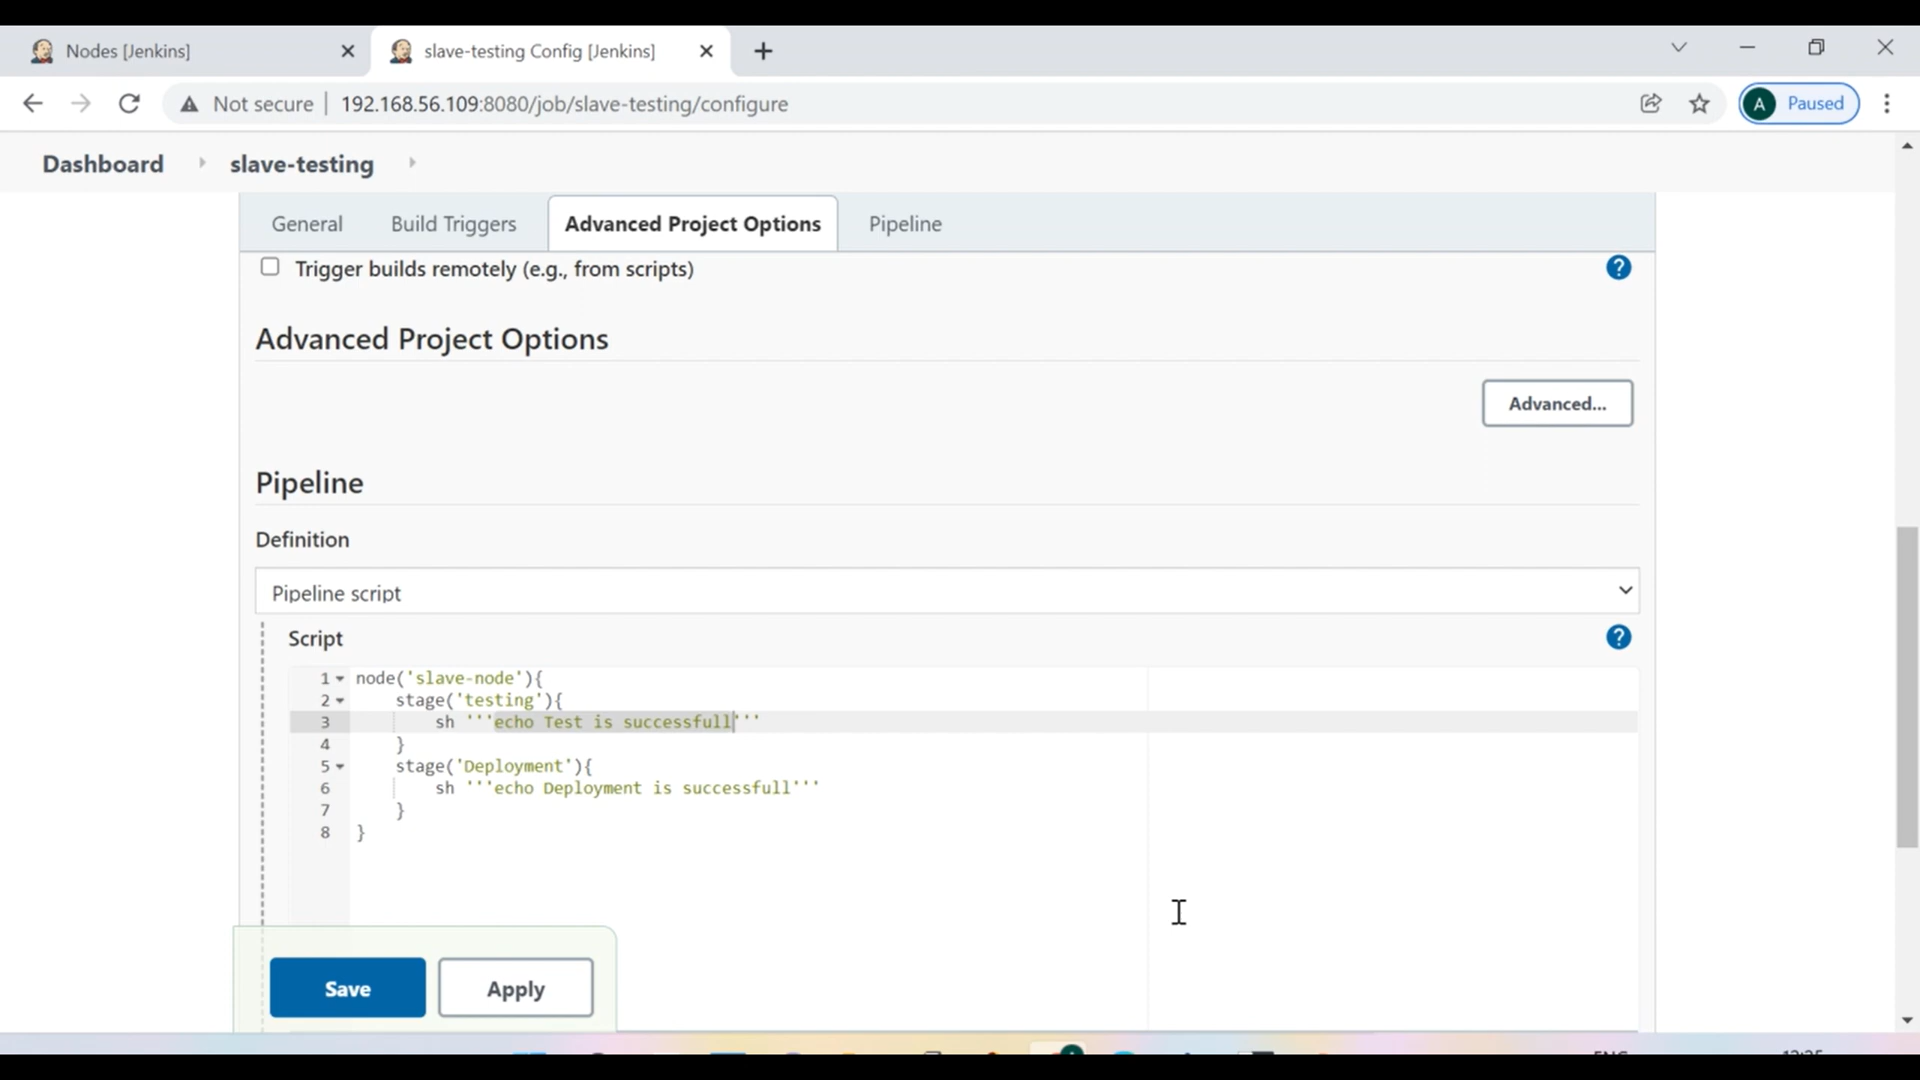 Nodes [Jenkins]
slave-testing Config [Jenkins]
Not secure
192.168.56.109:8080/job/slave-testing/configure
A
Paused
Dashboard
slave-testing
General
Build Triggers
Advanced Project Options
Pipeline
Trigger builds remotely (e.g., from scripts)
?
Advanced Project Options
Advanced...
Pipeline
Definition
Pipeline script
Script
?
1 node('slave-node'){
2 stage('testing'){
3 sh '''echo Test is successfull'''
4 }
5 stage('Deployment'){
6 sh '''echo Deployment is successfull'''
7 }
8 }
Save
Apply